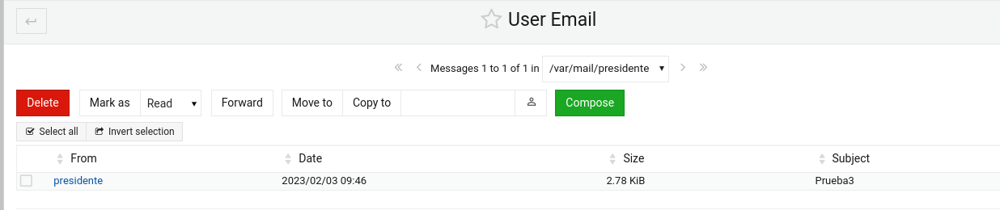 User Email
Messages 1 to 1 of 1 in /var/mail/presidente
Delete Mark as Read Forward Move to Copy to Compose
Select all Invert selection
From Date Size Subject
presidente 2023/02/03 09:46 2.78 KiB Prueba3